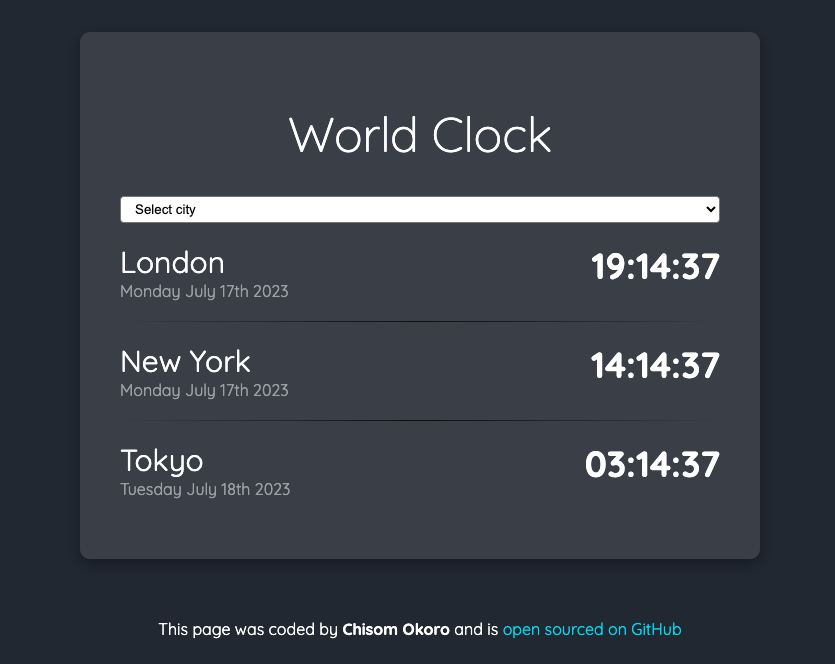 World Clock
Select city
London 19:14:37
Monday July 17th 2023
New York 14:14:37
Monday July 17th 2023
Tokyo 03:14:37
Tuesday July 18th 2023
This page was coded by Chisom Okoro and is open sourced on GitHub